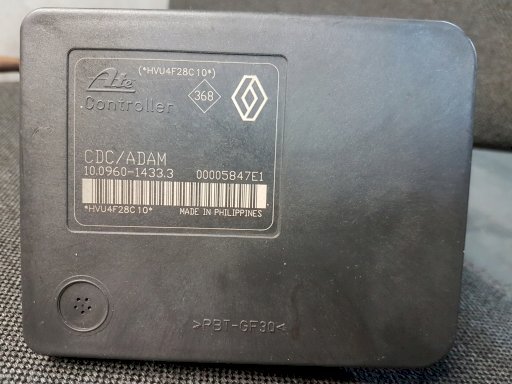 (*HVU4F28C10*)
Ate
368
Controller
CDC/ADAM
10.0960-1433.3 00005847E1
*HVU4F28C10* MADE IN PHILIPPINES
>PBT-GF30<